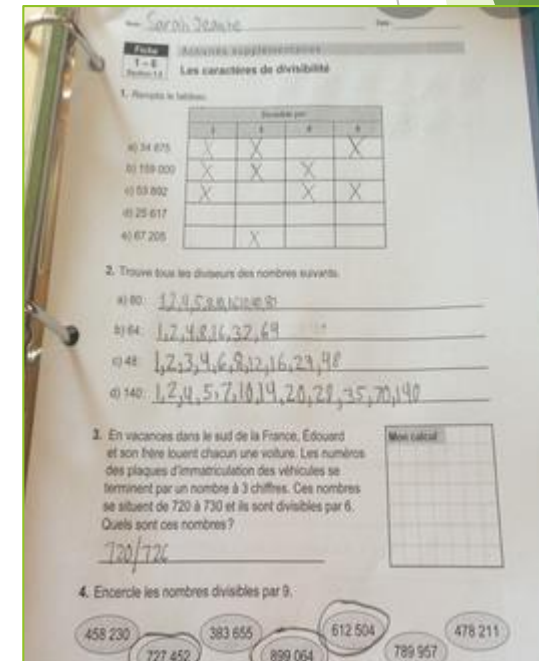 Sarah Jeanne
Fiche Activités supplémentaires
1 – 6
Les caractères de divisibilité
1. Remplis le tableau.
Divisible par
a) 34 875 X X X
b) 159 000 X X X
c) 53 892 X X X
d) 25 617
e) 67 205 X
2. Trouve tous les diviseurs des nombres suivants.
a) 80:
b) 64: 1,2,4,8,16,32,64
c) 48: 1,2,3,4,6,8,12,16,24,48
d) 140: 1,2,4,5,7,10,14,20,28,35,70,140
3. En vacances dans le sud de la France, Édouard
et son frère louent chacun une voiture. Les numéros
des plaques d'immatriculation des véhicules se
terminent par un nombre à 3 chiffres. Ces nombres
se situent de 720 à 730 et ils sont divisibles par 6.
Quels sont ces nombres ?
Mon calcul
720/726
4. Encercle les nombres divisibles par 9.
458 230 383 655 612 504 478 211
727 452 899 064 789 957